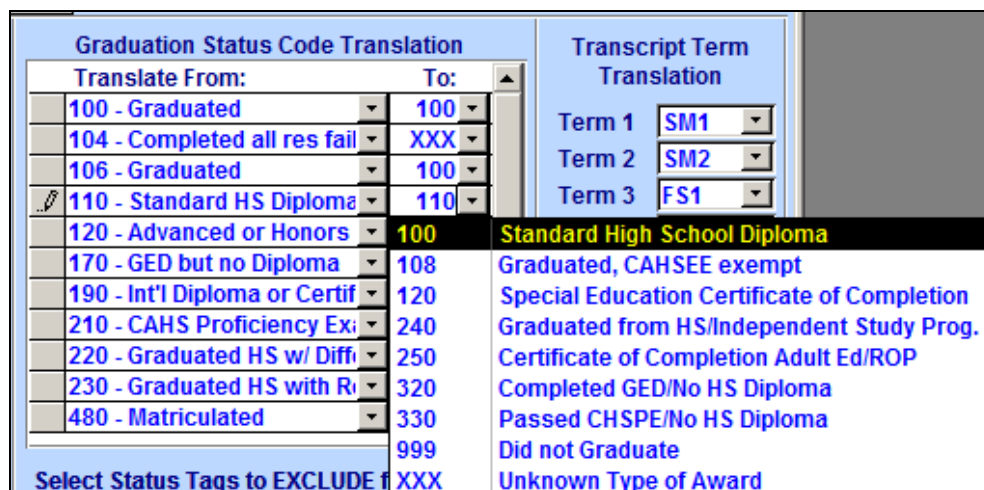 Graduation Status Code Translation
Translate From: To:
100 - Graduated 100
104 - Completed all res fail XXX
106 - Graduated 100
110 - Standard HS Diploma 110
120 - Advanced or Honors
170 - GED but no Diploma
190 - Int'l Diploma or Certif
210 - CAHS Proficiency Ex
220 - Graduated HS w/ Diff
230 - Graduated HS with R
480 - Matriculated
100 Standard High School Diploma
108 Graduated, CAHSEE exempt
120 Special Education Certificate of Completion
240 Graduated from HS/Independent Study Prog.
250 Certificate of Completion Adult Ed/ROP
320 Completed GED/No HS Diploma
330 Passed CHSPE/No HS Diploma
999 Did not Graduate
XXX Unknown Type of Award
Select Status Tags to EXCLUDE f
Transcript Term
Translation
Term 1 SM1
Term 2 SM2
Term 3 FS1